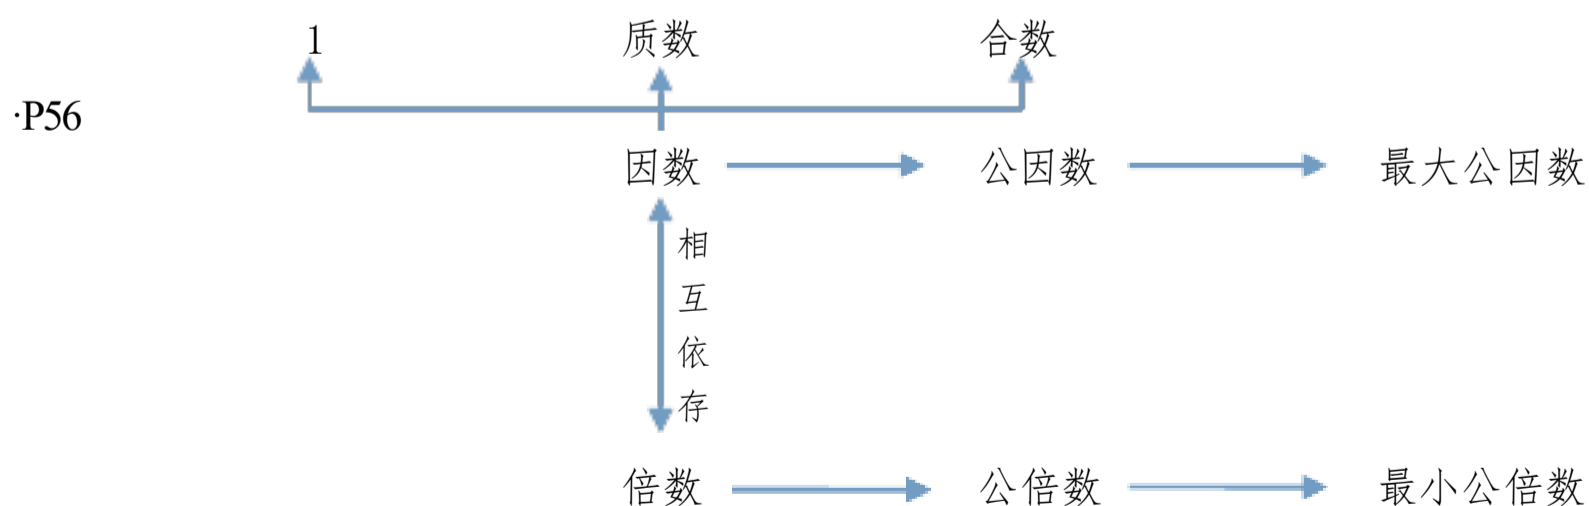 1 质数 合数
·P56
因数 公因数 最大公因数
相
互
依
存
倍数 公倍数 最小公倍数